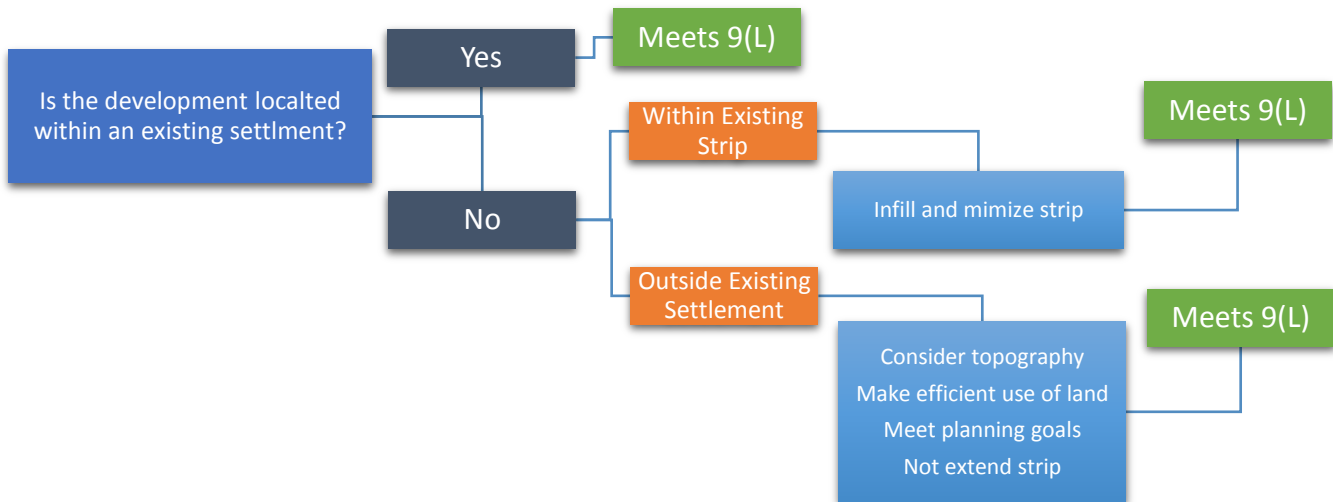 Is the development localted
within an existing settlment?
Yes
Meets 9(L)
No
Within Existing
Strip
Infill and mimize strip
Meets 9(L)
Outside Existing
Settlement
Consider topography
Make efficient use of land
Meet planning goals
Not extend strip
Meets 9(L)